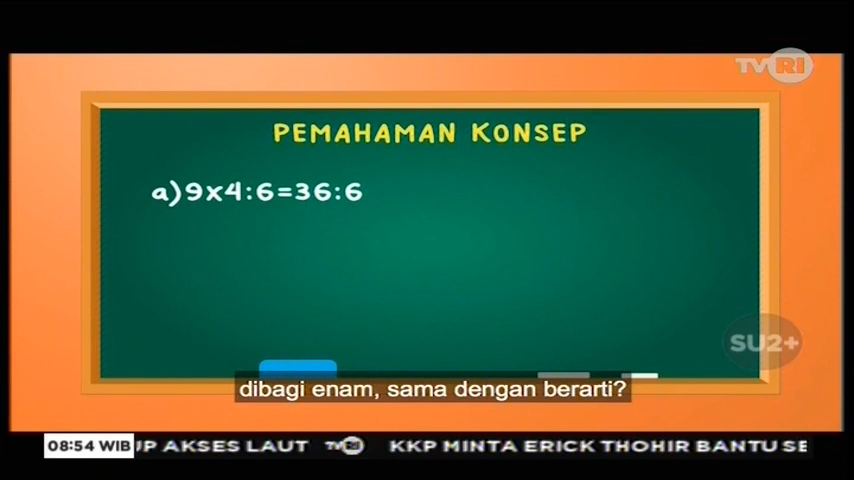 TVRI
PEMAHAMAN KONSEP
a)9x4:6=36:6
SU2+
dibagi enam, sama dengan berarti?
08:54 WIB UP AKSES LAUT TVRI KKP MINTA ERICK THOHIR BANTU SE